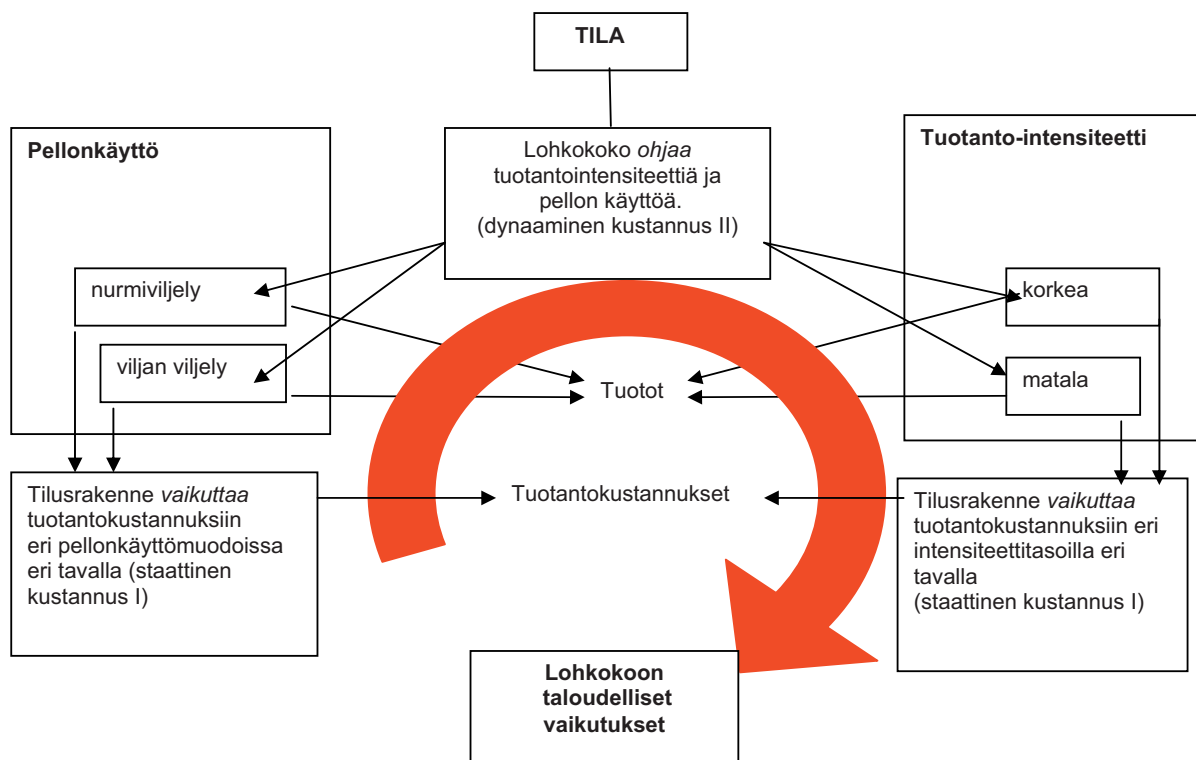 TILA
Pellonkäyttö
Lohkokoko ohjaa
tuotantointensiteettiä ja
pellon käyttöä.
(dynaaminen kustannus II)
Tuotanto-intensiteetti
nurmiviljely
viljan viljely
korkea
matala
Tuotot
Tuotantokustannukset
Tilusrakenne vaikuttaa
tuotantokustannuksiin
eri pellonkäyttömuodoissa
eri tavalla (staattinen
kustannus I)
Tilusrakenne vaikuttaa
tuotantokustannuksiin eri
intensiteettitasoilla eri
tavalla
(staattinen kustannus I)
Lohkokoon
taloudelliset
vaikutukset